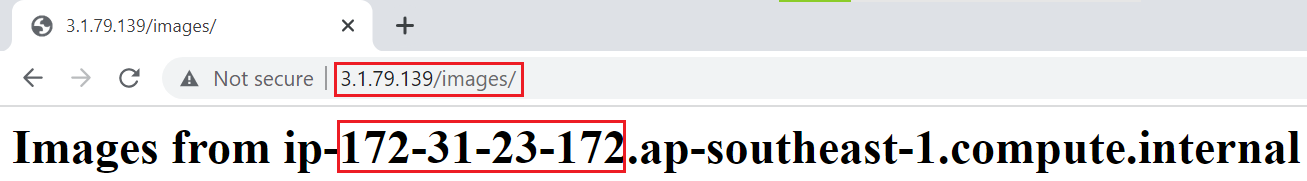 3.1.79.139/images/
Not secure 3.1.79.139/images/
Images from ip-172-31-23-172.ap-southeast-1.compute.internal